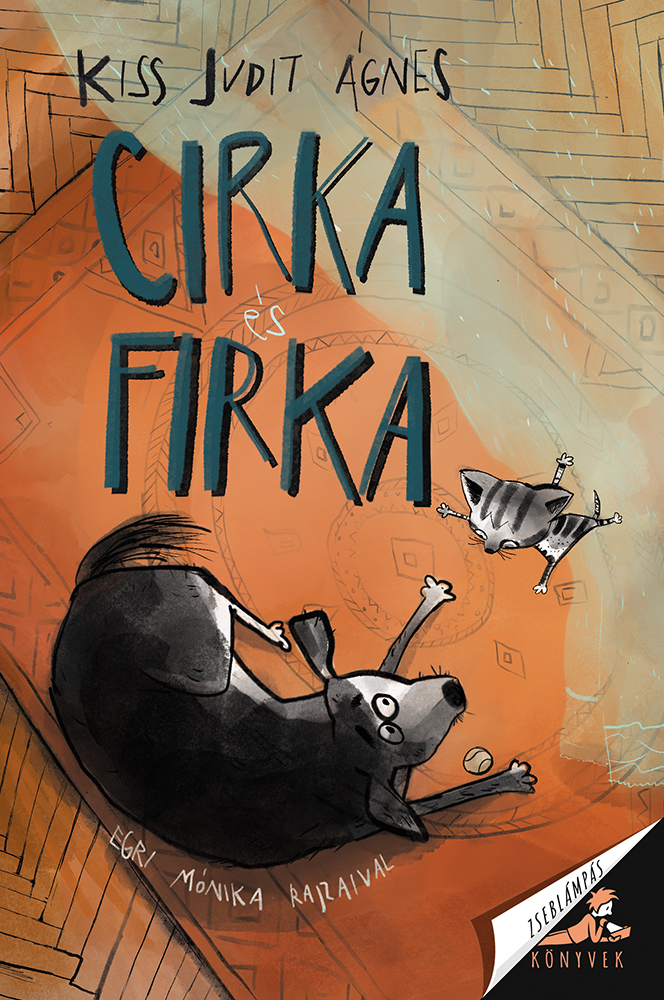 KISS JUDIT ÁGNES
CIRKA
és
FIRKA
EGRI MÓNIKA RAJZAIVAL
ZSEBLÁMPÁS
KÖNYVEK